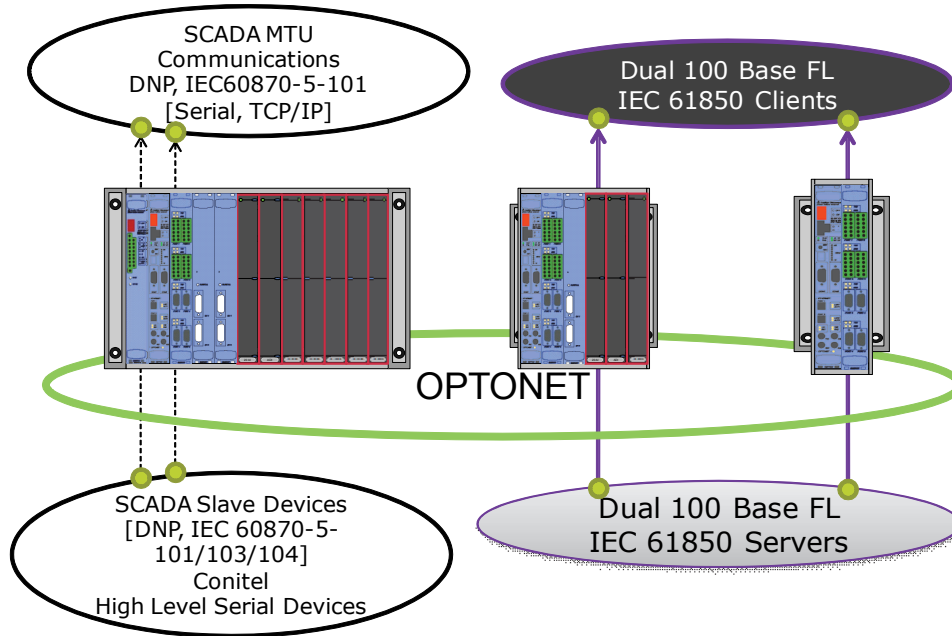 SCADA MTU
Communications
DNP, IEC60870-5-101
[Serial, TCP/IP]
Dual 100 Base FL
IEC 61850 Clients
OPTONET
SCADA Slave Devices
[DNP, IEC 60870-5-
101/103/104]
Conitel
High Level Serial Devices
Dual 100 Base FL
IEC 61850 Servers